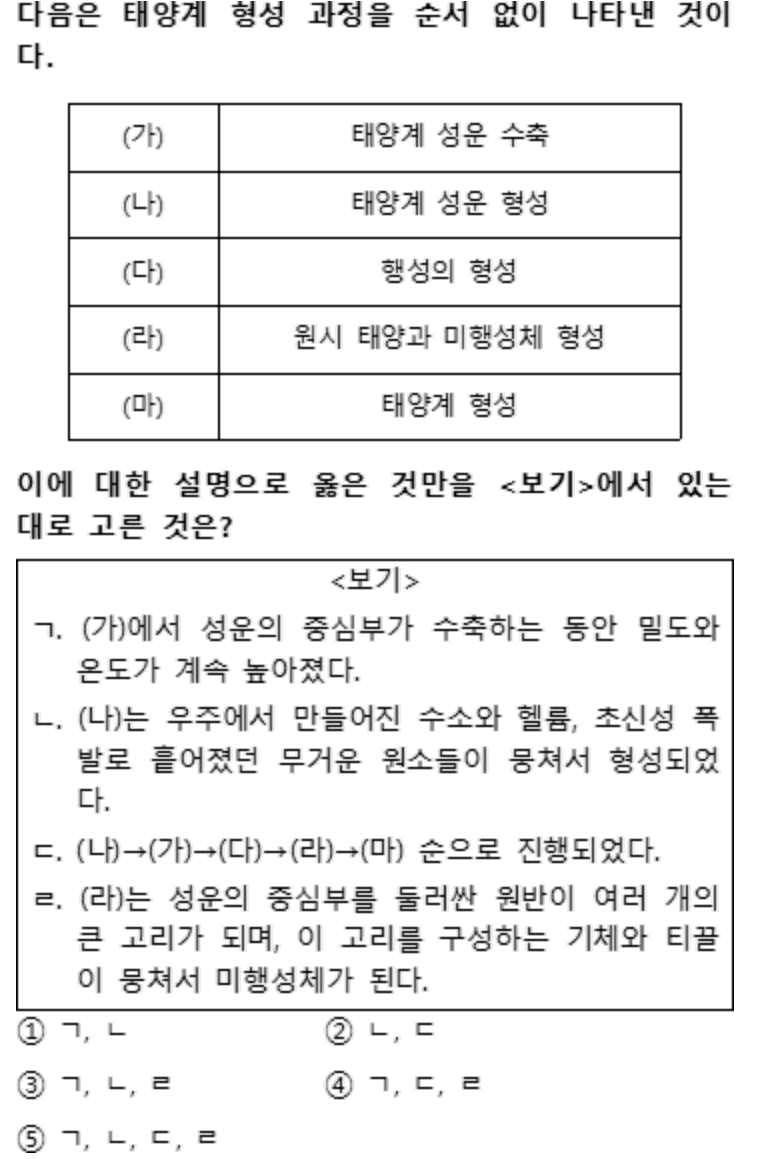 다음은 태양계 형성 과정을 순서 없이 나타낸 것이
다.
(가) 태양계 성운 수축
(나) 태양계 성운 형성
(다) 행성의 형성
(라) 원시 태양과 미행성체 형성
(마) 태양계 형성
이에 대한 설명으로 옳은 것만을 <보기>에서 있는
대로 고른 것은?
<보기>
ㄱ. (가)에서 성운의 중심부가 수축하는 동안 밀도와
온도가 계속 높아졌다.
ㄴ. (나)는 우주에서 만들어진 수소와 헬륨, 초신성 폭
발로 흩어졌던 무거운 원소들이 뭉쳐서 형성되었
다.
ㄷ. (나)→(가)→(다)→(라)→(마) 순으로 진행되었다.
ㄹ. (라)는 성운의 중심부를 둘러싼 원반이 여러 개의
큰 고리가 되며, 이 고리를 구성하는 기체와 티끌
이 뭉쳐서 미행성체가 된다.
① ㄱ, ㄴ ② ㄴ, ㄷ
③ ㄱ, ㄴ, ㄹ ④ ㄱ, ㄷ, ㄹ
⑤ ㄱ, ㄴ, ㄷ, ㄹ